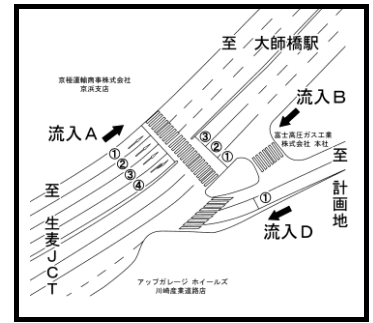 至 大師橋駅
京極運輸商事株式会社
京浜支店
流入B
流入A
①
②
③
④
③
②
①
富士高圧ガス工業
株式会社 本社
至 計画地
①
流入D
至 生麦JCT
アップガレージ ホイールズ
川崎産業道路店